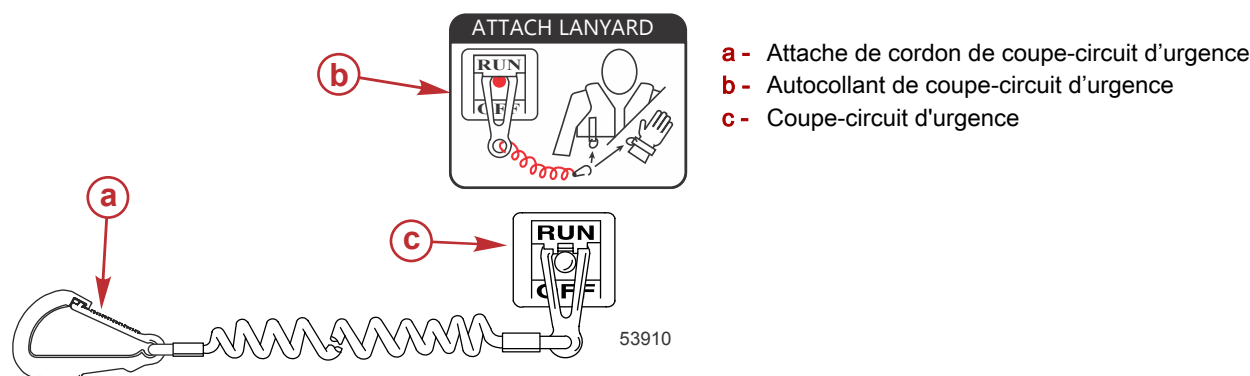 ATTACH LANYARD
RUN
OFF
b
a - Attache de cordon de coupe-circuit d’urgence
b - Autocollant de coupe-circuit d’urgence
c - Coupe-circuit d'urgence
a
c
RUN
OFF
53910